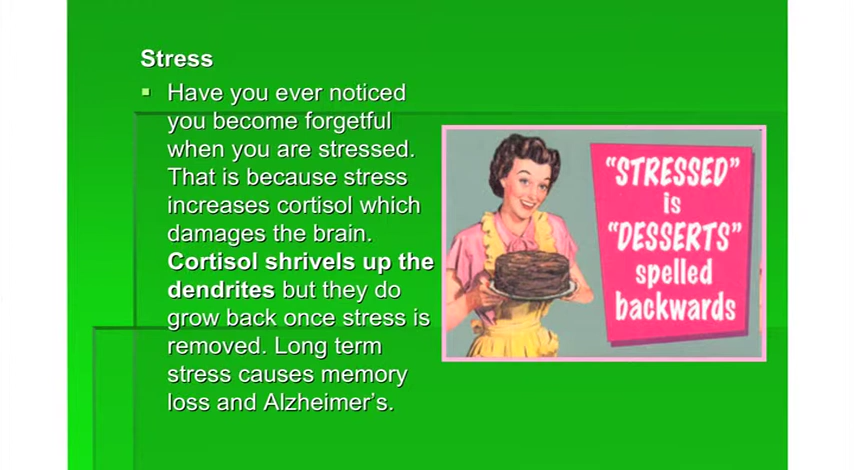 Stress
Have you ever noticed
you become forgetful
when you are stressed.
That is because stress
increases cortisol which
damages the brain.
Cortisol shrivels up the
dendrites but they do
grow back once stress is
removed. Long term
stress causes memory
loss and Alzheimer's.
"STRESSED"
is
"DESSERTS"
spelled
backwards